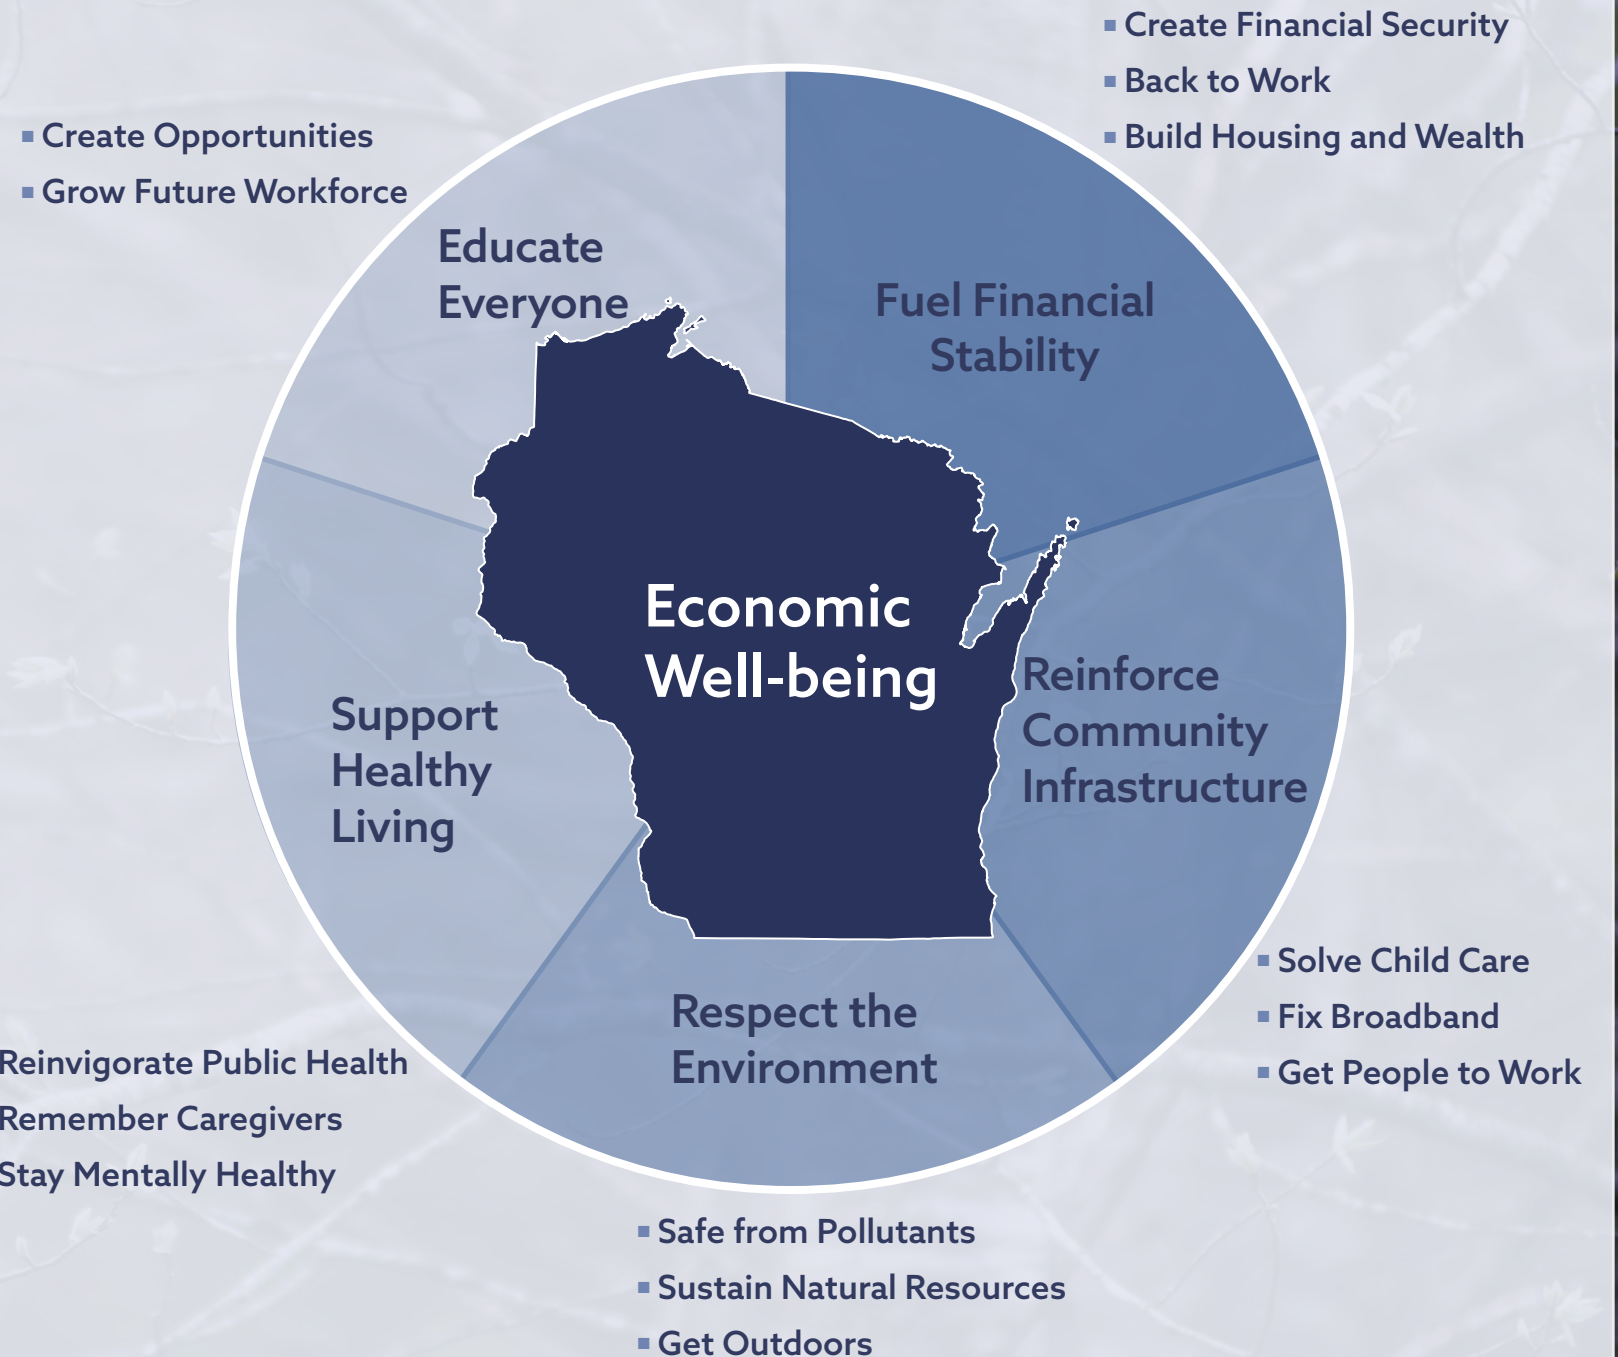 Create Financial Security
Back to Work
Build Housing and Wealth
Create Opportunities
Grow Future Workforce
Educate
Everyone
Fuel Financial
Stability
Economic
Well-being
Reinforce
Community
Infrastructure
Support
Healthy
Living
Respect the
Environment
Solve Child Care
Fix Broadband
Get People to Work
Reinvigorate Public Health
Remember Caregivers
Stay Mentally Healthy
Safe from Pollutants
Sustain Natural Resources
Get Outdoors